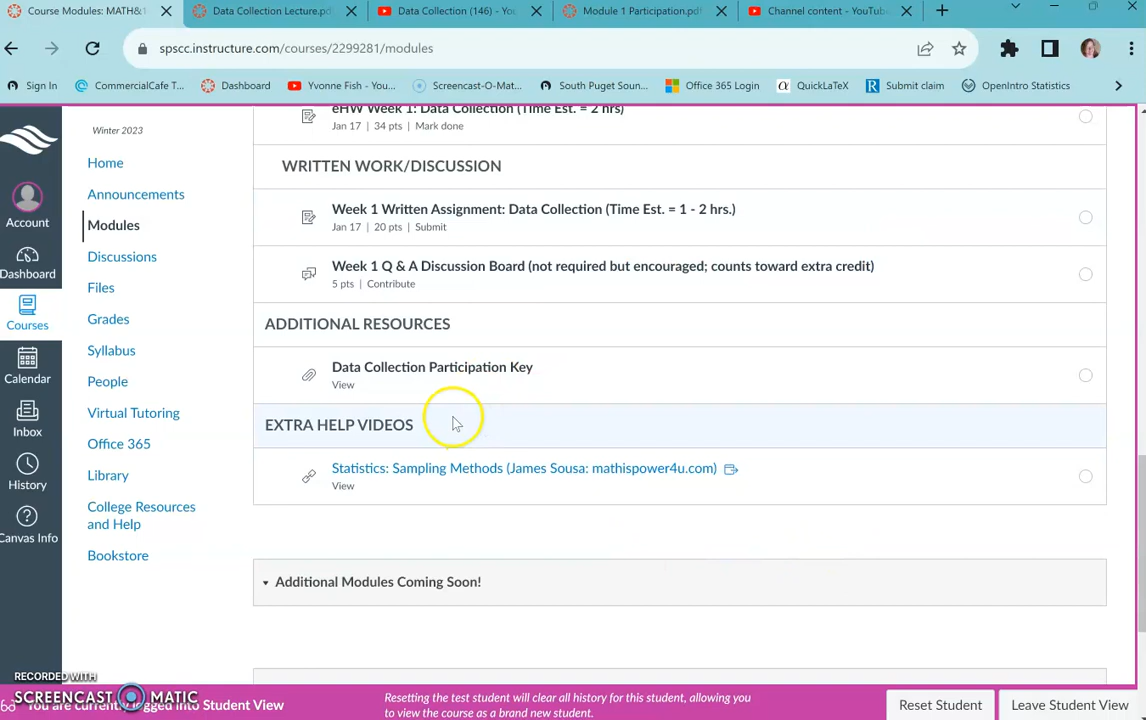 Course Modules: MATH&1
Data Collection Lecture.pd
Data Collection (146) - Yo
Module 1 Participation.pdf
Channel content - YouTub
spscc.instructure.com/courses/2299281/modules
Sign In
CommercialCafe T...
Dashboard
Yvonne Fish - You...
Screencast-O-Mat...
South Puget Soun...
Office 365 Login
QuickLaTeX
Submit claim
OpenIntro Statistics
Winter 2023
Home
Announcements
Modules
Discussions
Files
Grades
Syllabus
People
Virtual Tutoring
Office 365
Library
College Resources
and Help
Bookstore
Account
Dashboard
Courses
Calendar
Inbox
History
Canvas Info
eHW Week 1: Data Collection (Time Est. = 2 hrs)
Jan 17 | 34 pts | Mark done
WRITTEN WORK/DISCUSSION
Week 1 Written Assignment: Data Collection (Time Est. = 1 - 2 hrs.)
Jan 17 | 20 pts | Submit
Week 1 Q & A Discussion Board (not required but encouraged; counts toward extra credit)
5 pts | Contribute
ADDITIONAL RESOURCES
Data Collection Participation Key
View
EXTRA HELP VIDEOS
Statistics: Sampling Methods (James Sousa: mathispower4u.com)
View
Additional Modules Coming Soon!
RECORDED WITH
SCREENCAST MATIC
You are currently logged into Student View
Resetting the test student will clear all history for this student, allowing you
to view the course as a brand new student.
Reset Student
Leave Student View